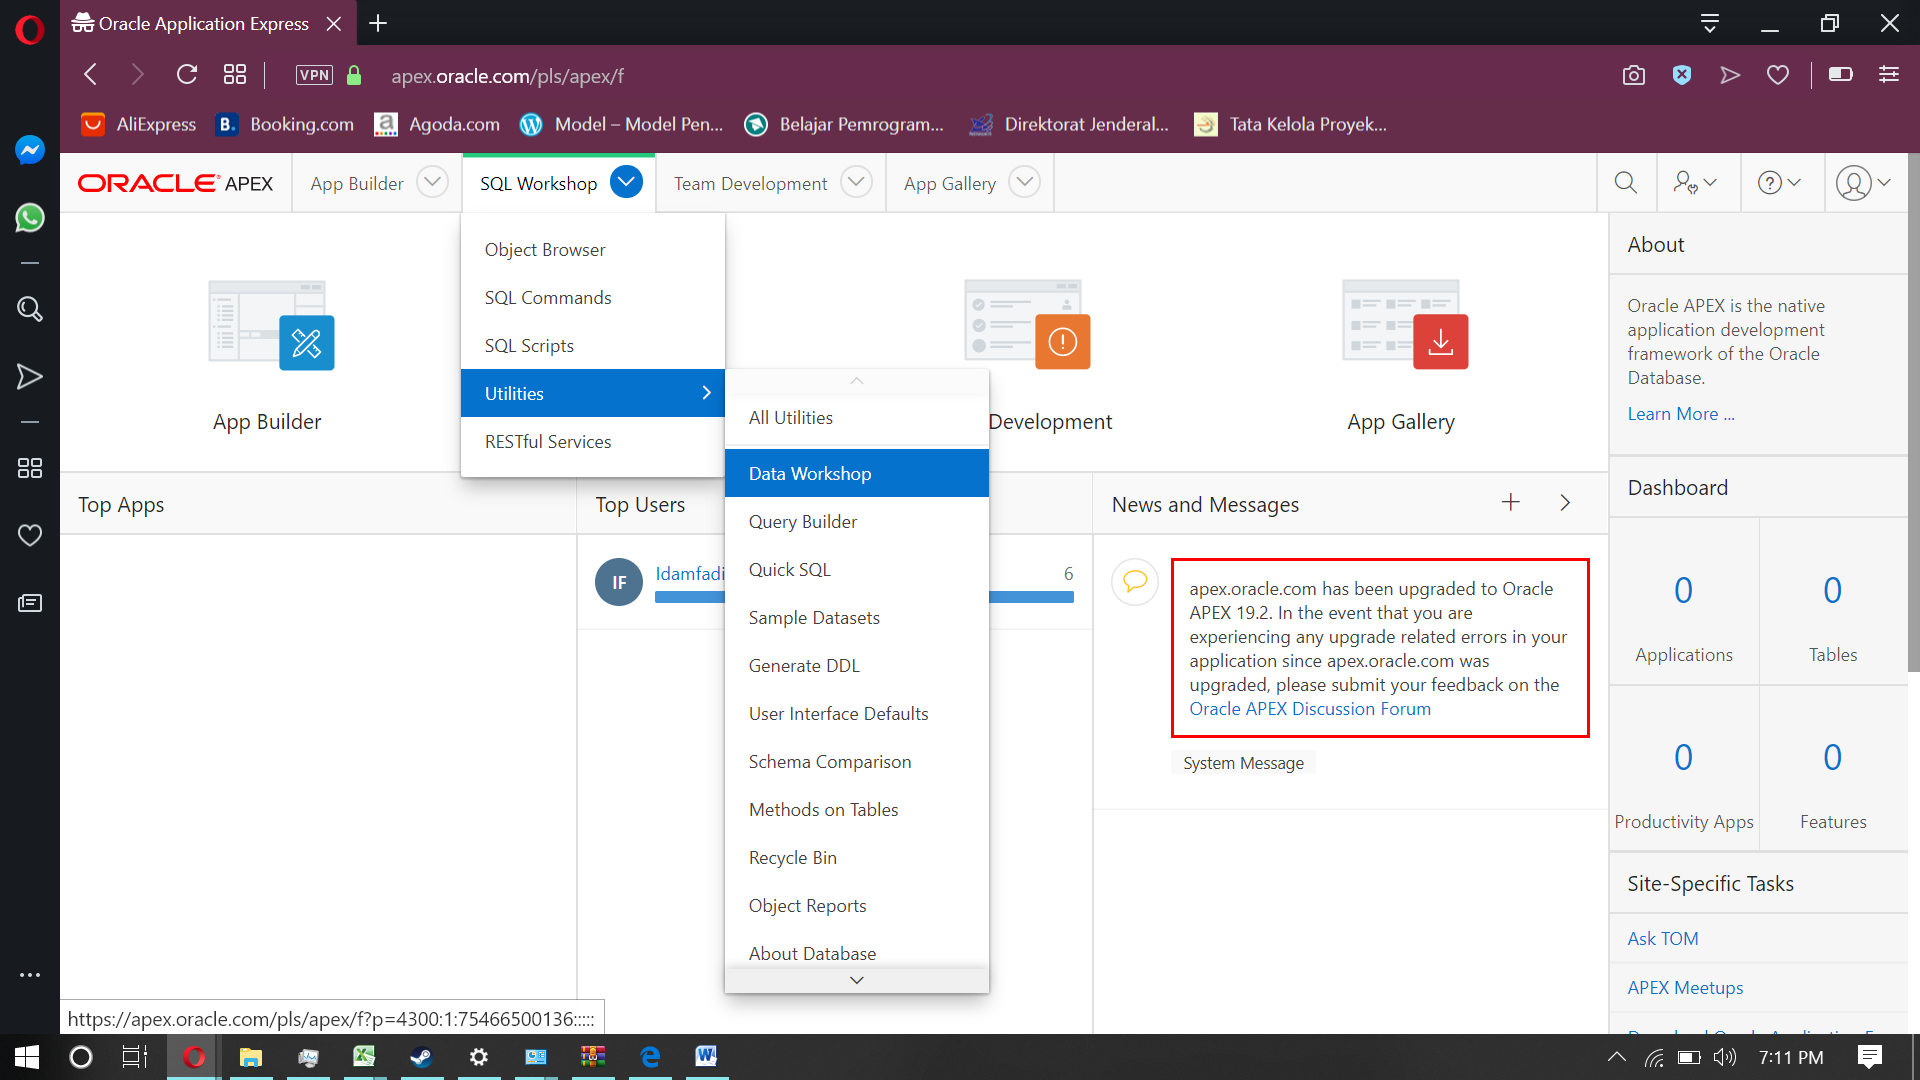 Oracle Application Express
VPN
apex.oracle.com/pls/apex/f
AliExpress
B. Booking.com
a Agoda.com
Model – Model Pen...
Belajar Pemrogram...
Direktorat Jenderal...
Tata Kelola Proyek...
ORACLE APEX
App Builder
SQL Workshop
Team Development
App Gallery
Object Browser
SQL Commands
SQL Scripts
Utilities
RESTful Services
All Utilities
Data Workshop
Query Builder
Quick SQL
Sample Datasets
Generate DDL
User Interface Defaults
Schema Comparison
Methods on Tables
Recycle Bin
Object Reports
About Database
App Builder
Development
App Gallery
Top Apps
Top Users
IF
Idamfadi
6
News and Messages
apex.oracle.com has been upgraded to Oracle
APEX 19.2. In the event that you are
experiencing any upgrade related errors in your
application since apex.oracle.com was
upgraded, please submit your feedback on the
Oracle APEX Discussion Forum
System Message
About
Oracle APEX is the native
application development
framework of the Oracle
Database.
Learn More ...
Dashboard
0
Applications
0
Tables
0
Productivity Apps
0
Features
Site-Specific Tasks
Ask TOM
APEX Meetups
https://apex.oracle.com/pls/apex/f?p=4300:1:75466500136:::::
7:11 PM